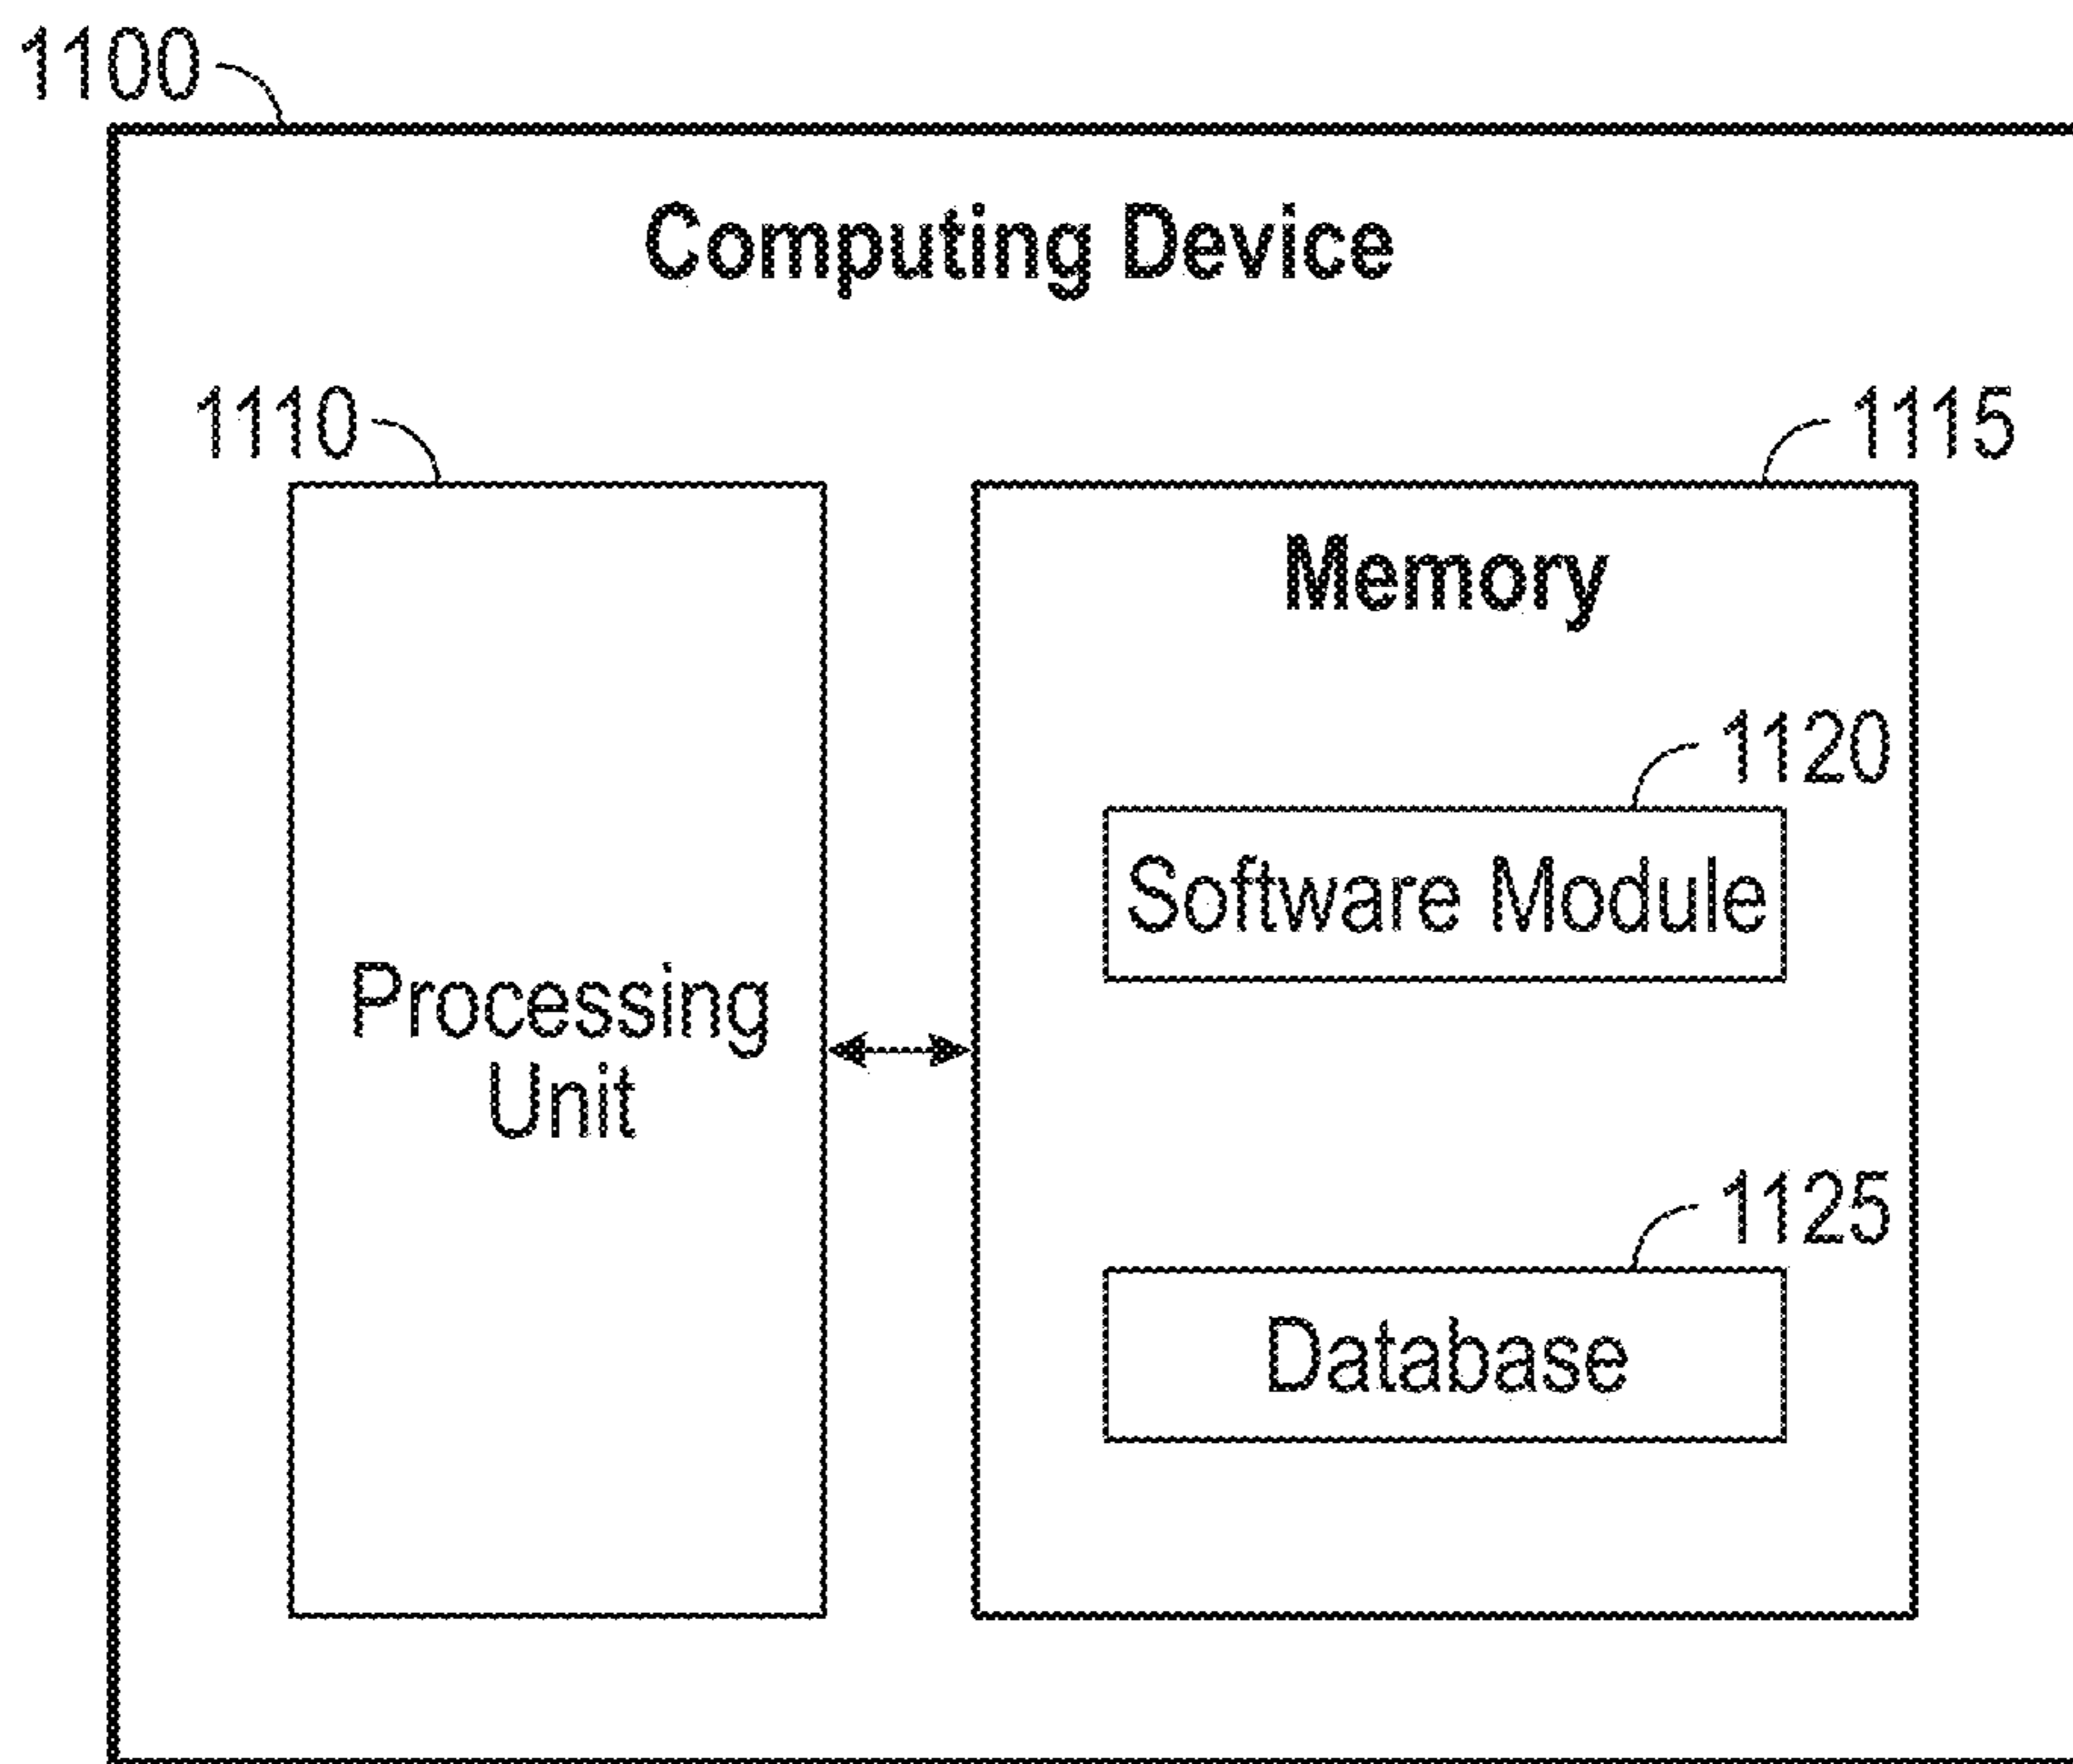 1100
Computing Device
1110
1115
Memory
1120
Software Module
Processing
Unit
1125
Database